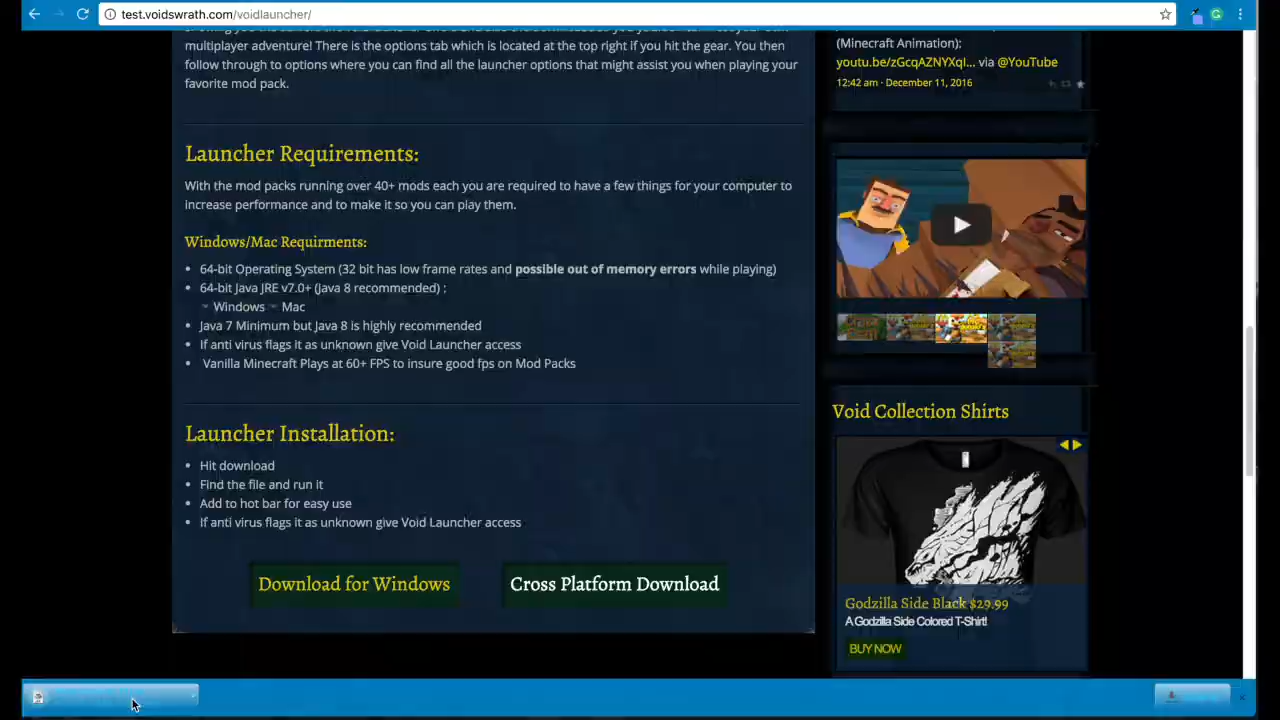 test.voidswrath.com/voidlauncher/
multiplayer adventure! There is the options tab which is located at the top right if you hit the gear. You then
follow through to options where you can find all the launcher options that might assist you when playing your
favorite mod pack.
Launcher Requirements:
With the mod packs running over 40+ mods each you are required to have a few things for your computer to
increase performance and to make it so you can play them.
Windows/Mac Requirments:
• 64-bit Operating System (32 bit has low frame rates and possible out of memory errors while playing)
• 64-bit Java JRE v7.0+ (Java 8 recommended) :
Windows Mac
• Java 7 Minimum but Java 8 is highly recommended
• If anti virus flags it as unknown give Void Launcher access
• Vanilla Minecraft Plays at 60+ FPS to insure good fps on Mod Packs
Launcher Installation:
• Hit download
• Find the file and run it
• Add to hot bar for easy use
• If anti virus flags it as unknown give Void Launcher access
Download for Windows
Cross Platform Download
(Minecraft Animation):
youtu.be/zGcqAZNYXqI... via @YouTube
12:42 am - December 11, 2016
Void Collection Shirts
Godzilla Side Black $29.99
A Godzilla Side Colored T-Shirt!
BUY NOW